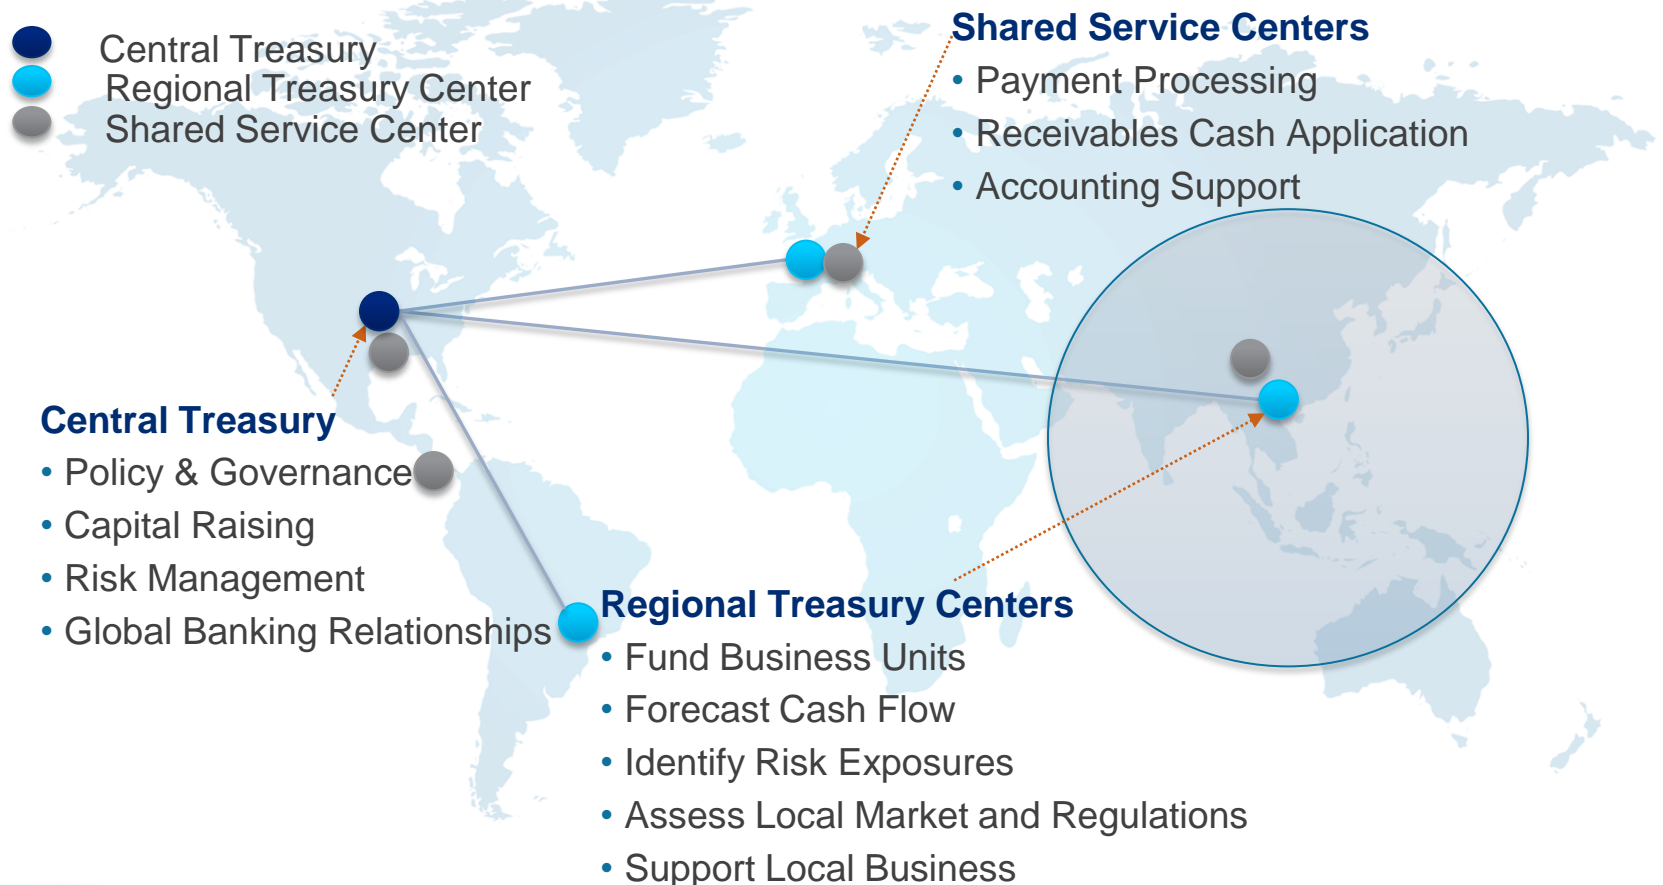 Central Treasury
Regional Treasury Center
Shared Service Center
Shared Service Centers
• Payment Processing
• Receivables Cash Application
• Accounting Support
Central Treasury
• Policy & Governance
• Capital Raising
• Risk Management
• Global Banking Relationships
Regional Treasury Centers
• Fund Business Units
• Forecast Cash Flow
• Identify Risk Exposures
• Assess Local Market and Regulations
• Support Local Business